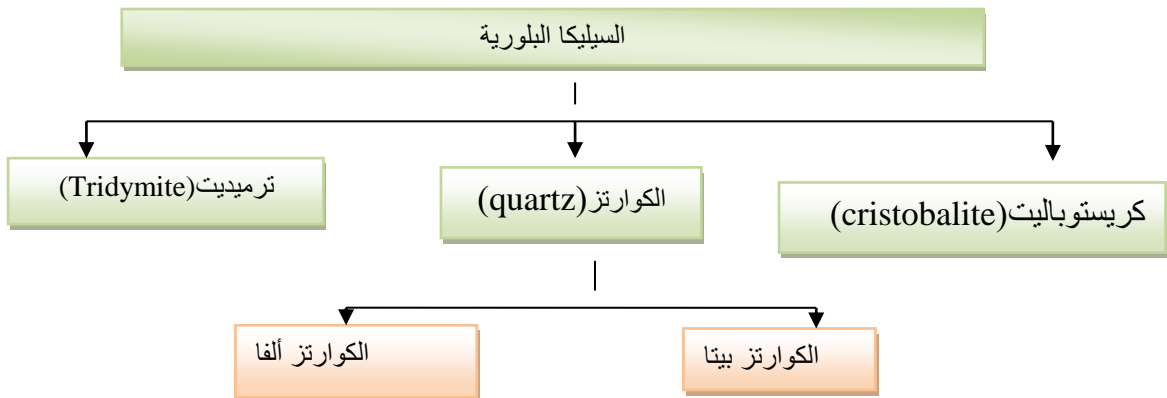 السيليكا البلورية
كريستوباليت(cristobalite)
الكوارتز(quartz)
ترميديت(Tridymite)
الكوارتز بيتا
الكوارتز ألفا